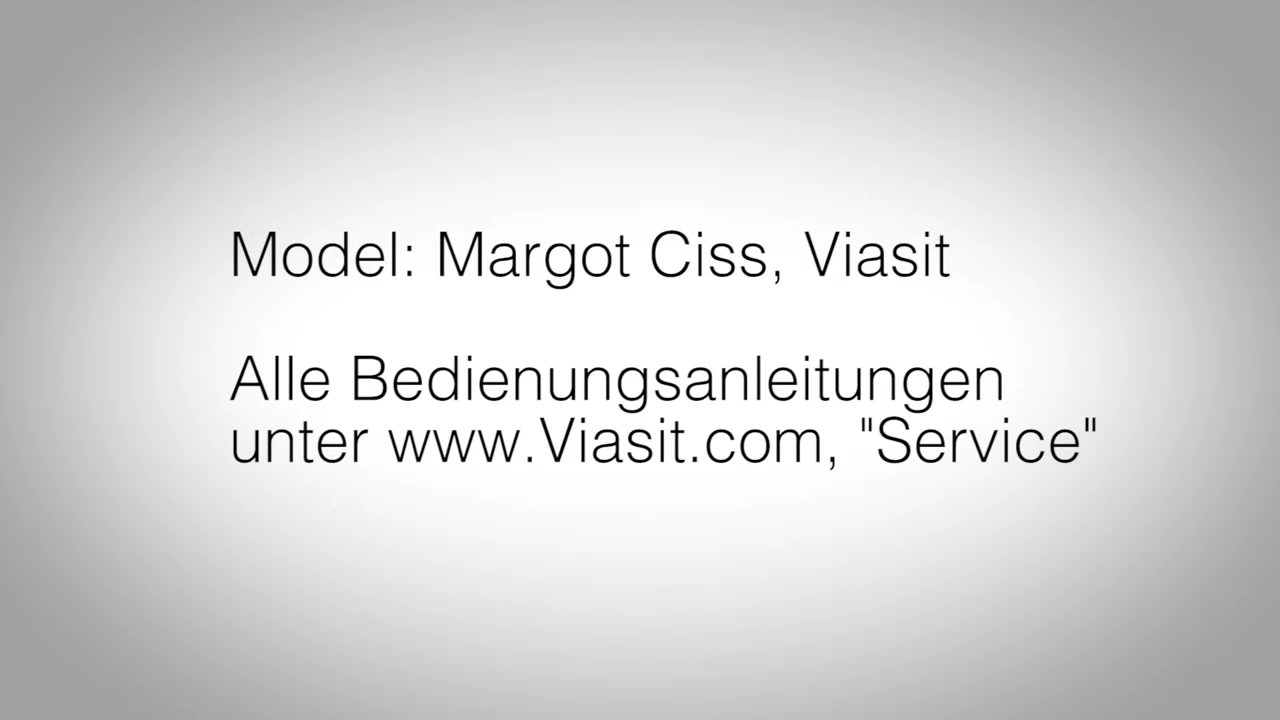 Model: Margot Ciss, Viasit
Alle Bedienungsanleitungen
unter www.Viasit.com, "Service"